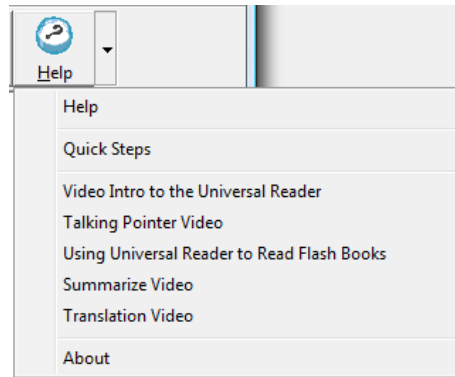 Help
Help
Quick Steps
Video Intro to the Universal Reader
Talking Pointer Video
Using Universal Reader to Read Flash Books
Summarize Video
Translation Video
About